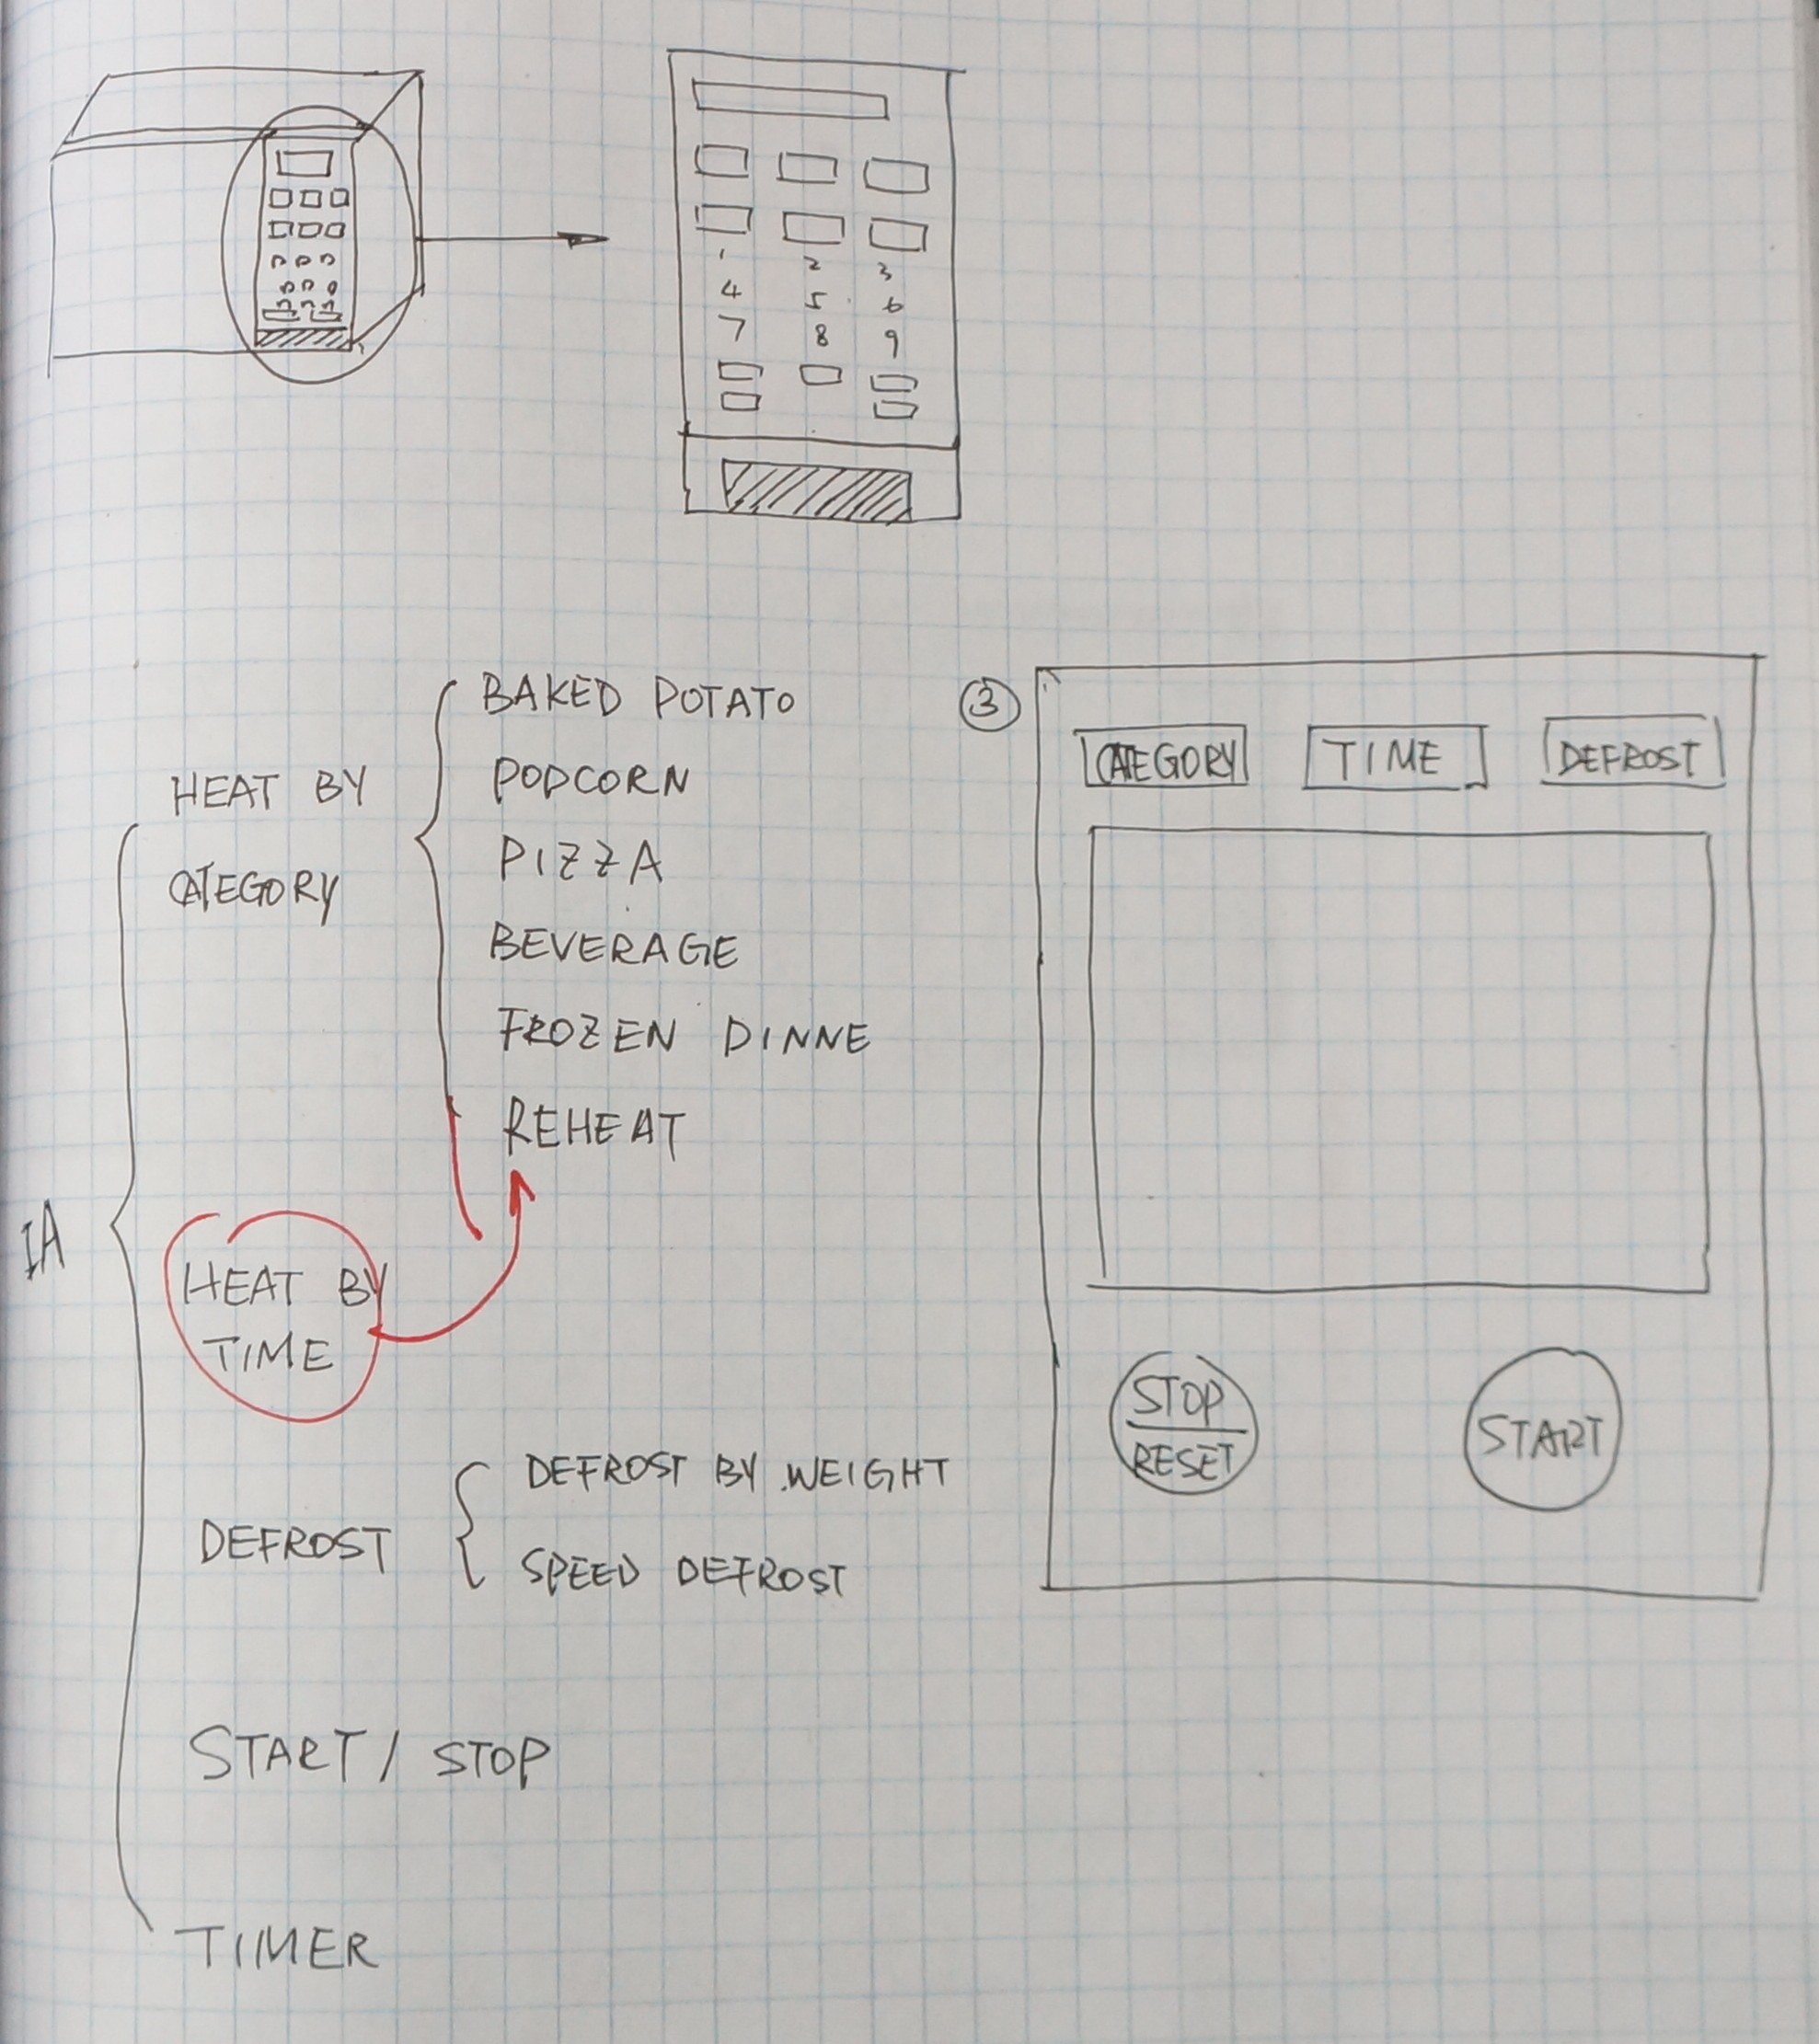 1 2 3
4 5 6
7 8 9
IA
HEAT BY
CATEGORY
BAKED POTATO
PODCORN
PIZZA
BEVERAGE
FROZEN DINNE
REHEAT
HEAT BY
TIME
DEFROST
DEFROST BY WEIGHT
SPEED DEFROST
START / STOP
TIMER
③
CATEGORY TIME DEFROST
STOP
RESET
START